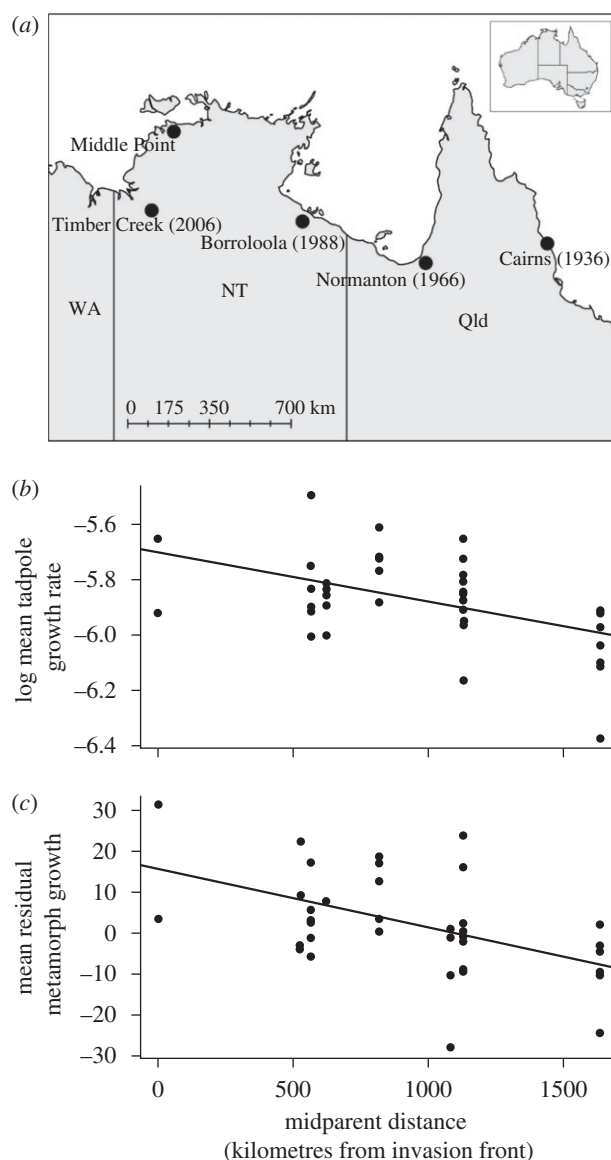 (a)
Middle Point
Timber Creek (2006)
Borroloola (1988)
Normanton (1966)
Cairns (1936)
WA
NT
Qld
0 175 350 700 km
(b)
log mean tadpole
growth rate
–5.6
–5.8
–6.0
–6.2
–6.4
(c)
mean residual
metamorph growth
30
20
10
0
–10
–20
–30
0 500 1000 1500
midparent distance
(kilometres from invasion front)